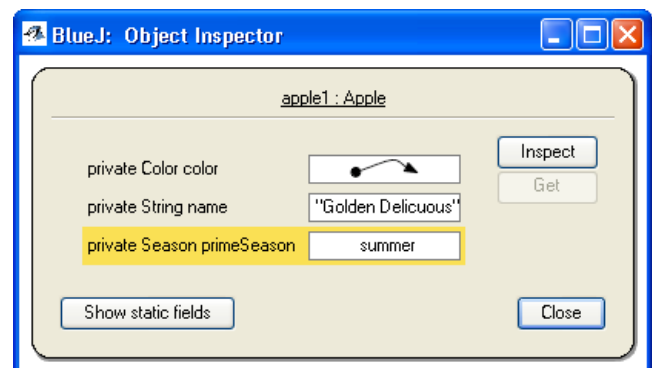 BlueJ: Object Inspector
apple1 : Apple
private Color color
Inspect
Get
private String name "Golden Delicuous"
private Season primeSeason summer
Show static fields
Close